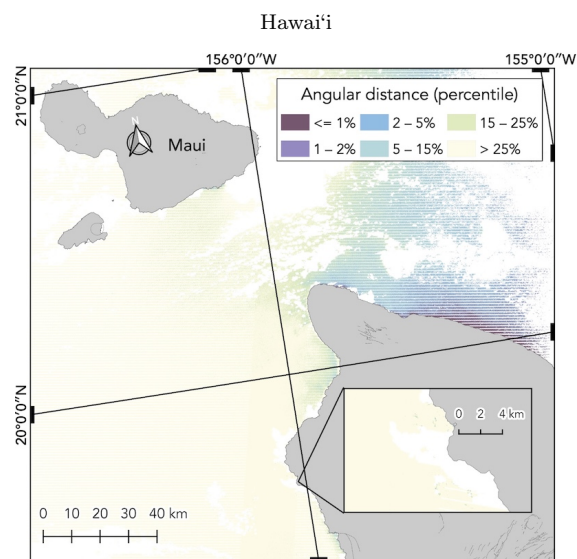 Hawai‘i
156°0'0"W
155°0'0"W
21°0'0"N
20°0'0"N
Angular distance (percentile)
<= 1%
2 – 5%
15 – 25%
1 – 2%
5 – 15%
> 25%
N
Maui
0 2 4 km
0 10 20 30 40 km